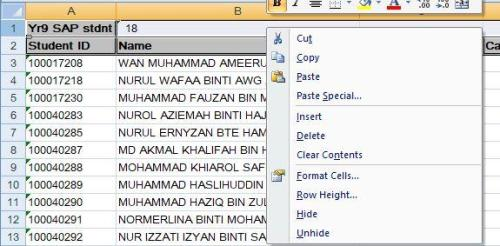 A B
1 Yr9 SAP stdnt 18
2 Student ID Name Ca
3 100017208 WAN MUHAMMAD AMEERU
4 100017218 NURUL WAFAA BINTI AWG
5 100017230 MUHAMMAD FAUZAN BIN M
6 100040283 NUROL AZIEMAH BINTI HAJ
7 100040285 NURUL ERNYZAN BTE HAM
8 100040287 MD AKMAL KHALIFAH BIN H
9 100040288 MOHAMMAD KHIAROL SAF
10 100040289 MUHAMMAD HASLIHUDDIN
11 100040290 MUHAMMAD HAZIQ BIN ZUL
12 100040291 NORMERLINA BINTI MOHAM
13 100040292 NUR IZZATI IZYAN BINTI SA
Cut
Copy
Paste
Paste Special...
Insert
Delete
Clear Contents
Format Cells...
Row Height...
Hide
Unhide